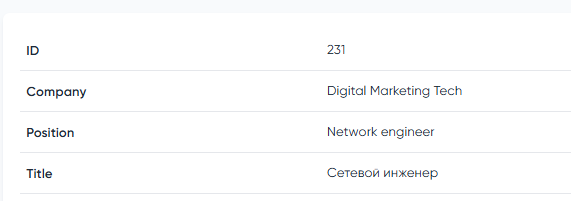 ID 231
Company Digital Marketing Tech
Position Network engineer
Title Сетевой инженер